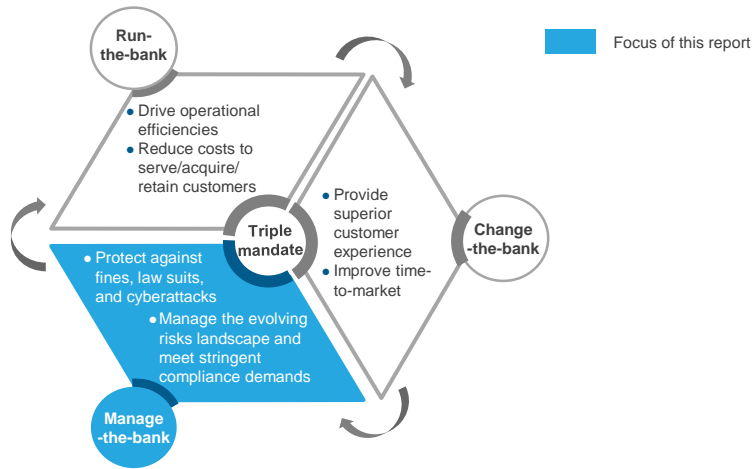 Run-
the-bank
Focus of this report
● Drive operational
efficiencies
● Reduce costs to
serve/acquire/
retain customers
● Provide
superior
customer
experience
● Improve time-
to-market
Triple
mandate
Change
-the-bank
● Protect against
fines, law suits,
and cyberattacks
● Manage the evolving
risks landscape and
meet stringent
compliance demands
Manage
-the-bank